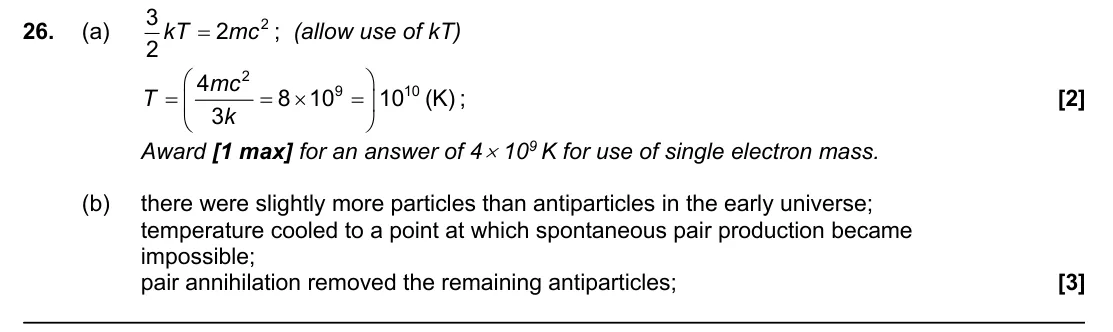 26. (a) 3/2 kT = 2mc² ; (allow use of kT)
T = (4mc²/3k = 8 × 10⁹ =) 10¹⁰ (K) ; [2]
Award [1 max] for an answer of 4 × 10⁹ K for use of single electron mass.
(b) there were slightly more particles than antiparticles in the early universe;
temperature cooled to a point at which spontaneous pair production became
impossible;
pair annihilation removed the remaining antiparticles; [3]